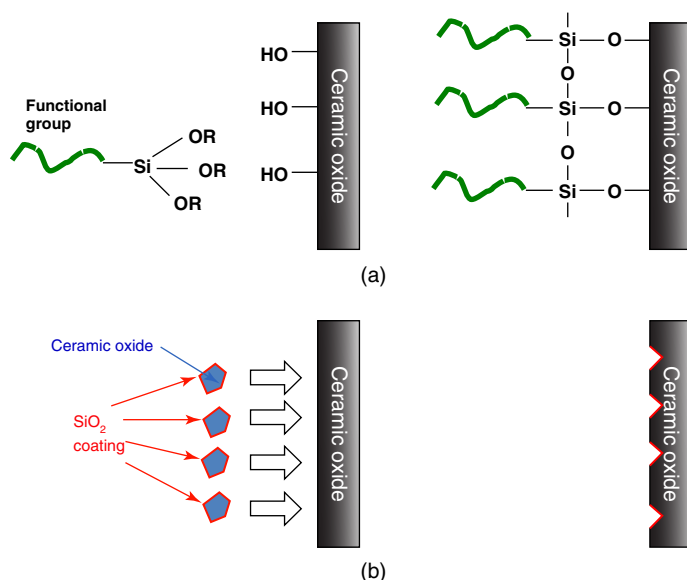 Functional
group
Si
OR
OR
OR
HO
HO
HO
Ceramic oxide
Si
O
O
Si
O
O
Si
O
Ceramic oxide
(a)
Ceramic oxide
SiO2
coating
Ceramic oxide
Ceramic oxide
(b)